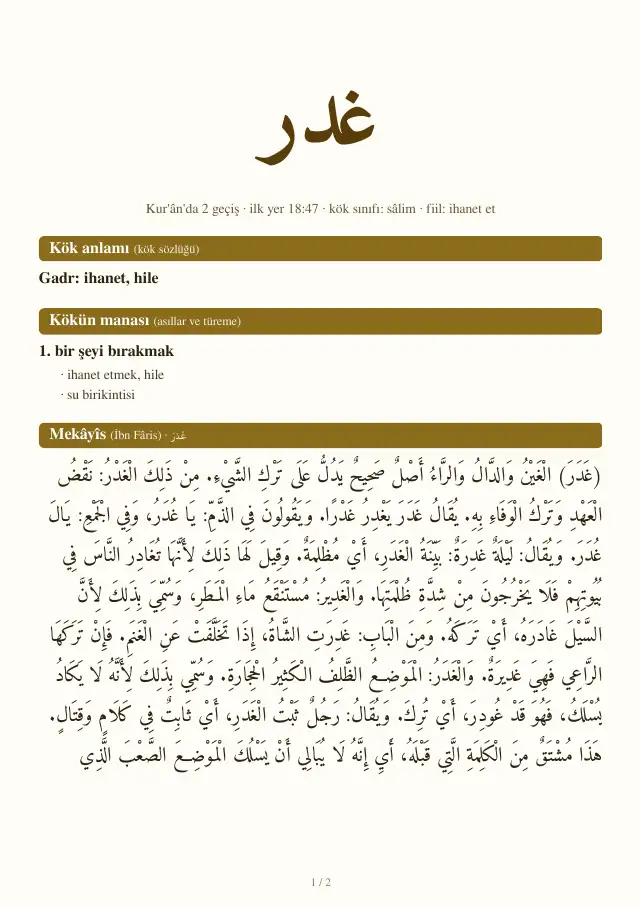 غدر
Kur'ân'da 2 geçiş · ilk yer 18:47 · kök sınıfı: sâlim · fiil: ihanet et
Kök anlamı (kök sözlüğü)
Gadr: ihanet, hile
Kökün manası (asıllar ve türeme)
1. bir şeyi bırakmak
· ihanet etmek, hile
· su birikintisi
Mekâyîs (İbn Fâris) · غَدَرَ
(غَدَرَ) الْغَيْنُ وَالدَّالُ وَالرَّاءُ أَصْلٌ صَحِيحٌ يَدُلُّ عَلَى تَرْكِ الشَّيْءِ. مِنْ ذَلِكَ الْغَدْرُ: نَقْضُ
الْعَهْدِ وَتَرْكُ الْوَفَاءِ بِهِ. يُقَالُ غَدَرَ يَغْدِرُ غَدْرًا. وَيَقُولُونَ فِي الذَّمِّ: يَا غُدَرُ، وَفِي الْجَمْعِ: يَالَ
غُدَرَ. وَيُقَالُ: لَيْلَةٌ غَدِرَةٌ: بَيِّنَةُ الْغَدَرِ، أَيْ مُظْلِمَةٌ. وَقِيلَ لَهَا ذَلِكَ لِأَنَّهَا تُغَادِرُ النَّاسَ فِي
بُيُوتِهِمْ فَلَا يَخْرُجُونَ مِنْ شِدَّةِ ظُلْمَتِهَا. وَالْغَدِيرُ: مُسْتَنْقَعُ مَاءِ الْمَطَرِ، وَسُمِّيَ بِذَلِكَ لِأَنَّ
السَّيْلَ غَادَرَهُ، أَيْ تَرَكَهُ. وَمِنَ الْبَابِ: غَدِرَتِ الشَّاةُ، إِذَا تَخَلَّفَتْ عَنِ الْغَنَمِ. فَإِنْ تَرَكَهَا
الرَّاعِي فَهِيَ غَدِيرَةٌ. وَالْغَدَرُ: الْمَوْضِعُ الظَّلِفُ الْكَثِيرُ الْحِجَارَةِ. وَسُمِّيَ بِذَلِكَ لِأَنَّهُ لَا يَكَادُ
يُسْلَكُ، فَهُوَ قَدْ غُودِرَ، أَيْ تُرِكَ. وَيُقَالُ: رَجُلٌ ثَبْتُ الْغَدَرِ، أَيْ ثَابِتٌ فِي كَلَامٍ وَقِتَالٍ.
هَذَا مُشْتَقٌّ مِنَ الْكَلِمَةِ الَّتِي قَبْلَهُ، أَيِ إِنَّهُ لَا يُبَالِي أَنْ يَسْلُكَ الْمَوْضِعَ الصَّعْبَ الَّذِي
1 / 2